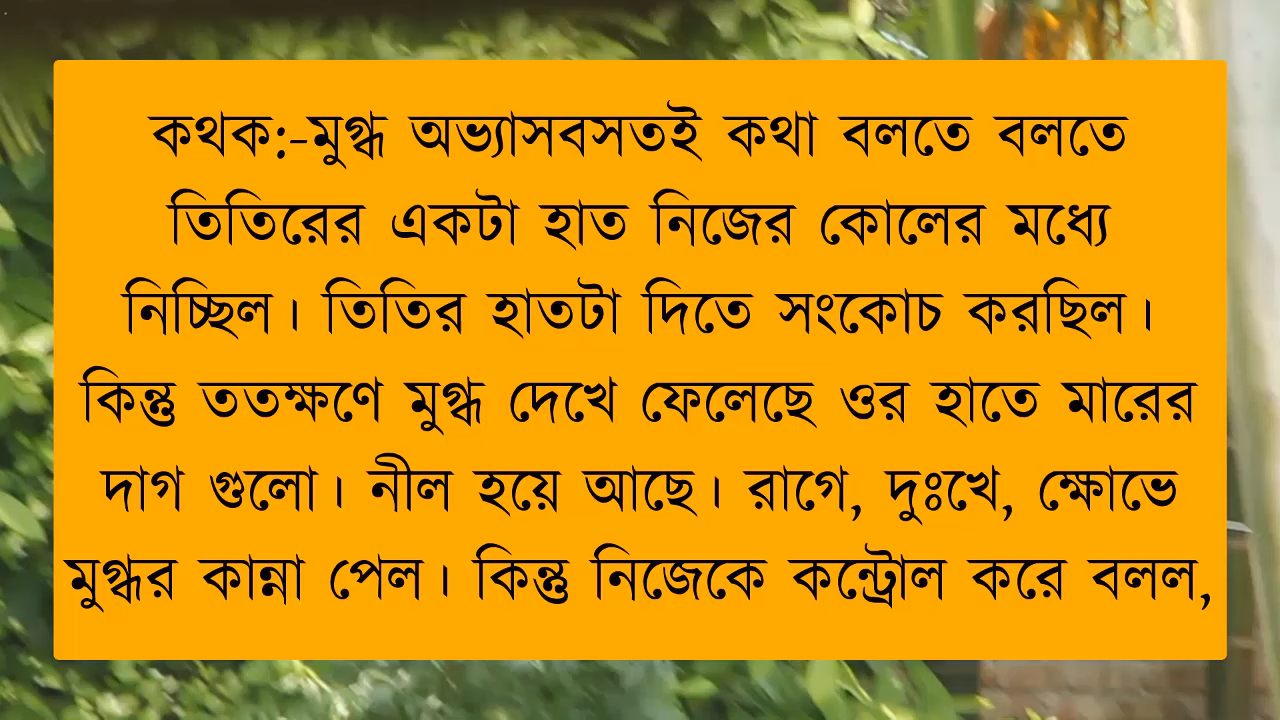 কথক:-মুগ্ধ অভ্যাসবসতই কথা বলতে বলতে
তিতিরের একটা হাত নিজের কোলের মধ্যে
নিচ্ছিল। তিতির হাতটা দিতে সংকোচ করছিল।
কিন্তু ততক্ষণে মুগ্ধ দেখে ফেলেছে ওর হাতে মারের
দাগ গুলো। নীল হয়ে আছে। রাগে, দুঃখে, ক্ষোভে
মুগ্ধর কান্না পেল। কিন্তু নিজেকে কন্ট্রোল করে বলল,